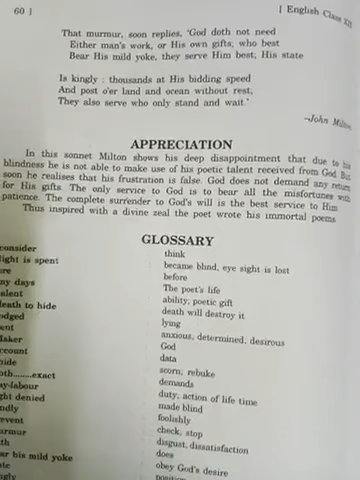 60 ]
[ English Class XII
That murmur, soon replies, 'God doth not need
Either man's work, or His own gifts; who best
Bear His mild yoke, they serve Him best; His state
Is kingly : thousands at His bidding speed
And post o'er land and ocean without rest;
They also serve who only stand and wait.'
-John Milton
APPRECIATION
In this sonnet Milton shows his deep disappointment that due to his
blindness he is not able to make use of his poetic talent received from God. But
soon he realises that his frustration is false. God does not demand any return
for His gifts. The only service to God is to bear all the misfortunes with
patience. The complete surrender to God's will is the best service to Him.
Thus inspired with a divine zeal the poet wrote his immortal poems
GLOSSARY
consider think
light is spent became blind, eye sight is lost
before
my days The poet's life
talent ability, poetic gift
death to hide death will destroy it
lodged lying
bent anxious, determined, desirous
Maker God
account data
hide scorn, rebuke
doth........exact demands
day-labour duty, action of life time
light denied made blind
fondly foolishly
prevent check, stop
murmur disgust, dissatisfaction
bear his mild yoke obey God's desire